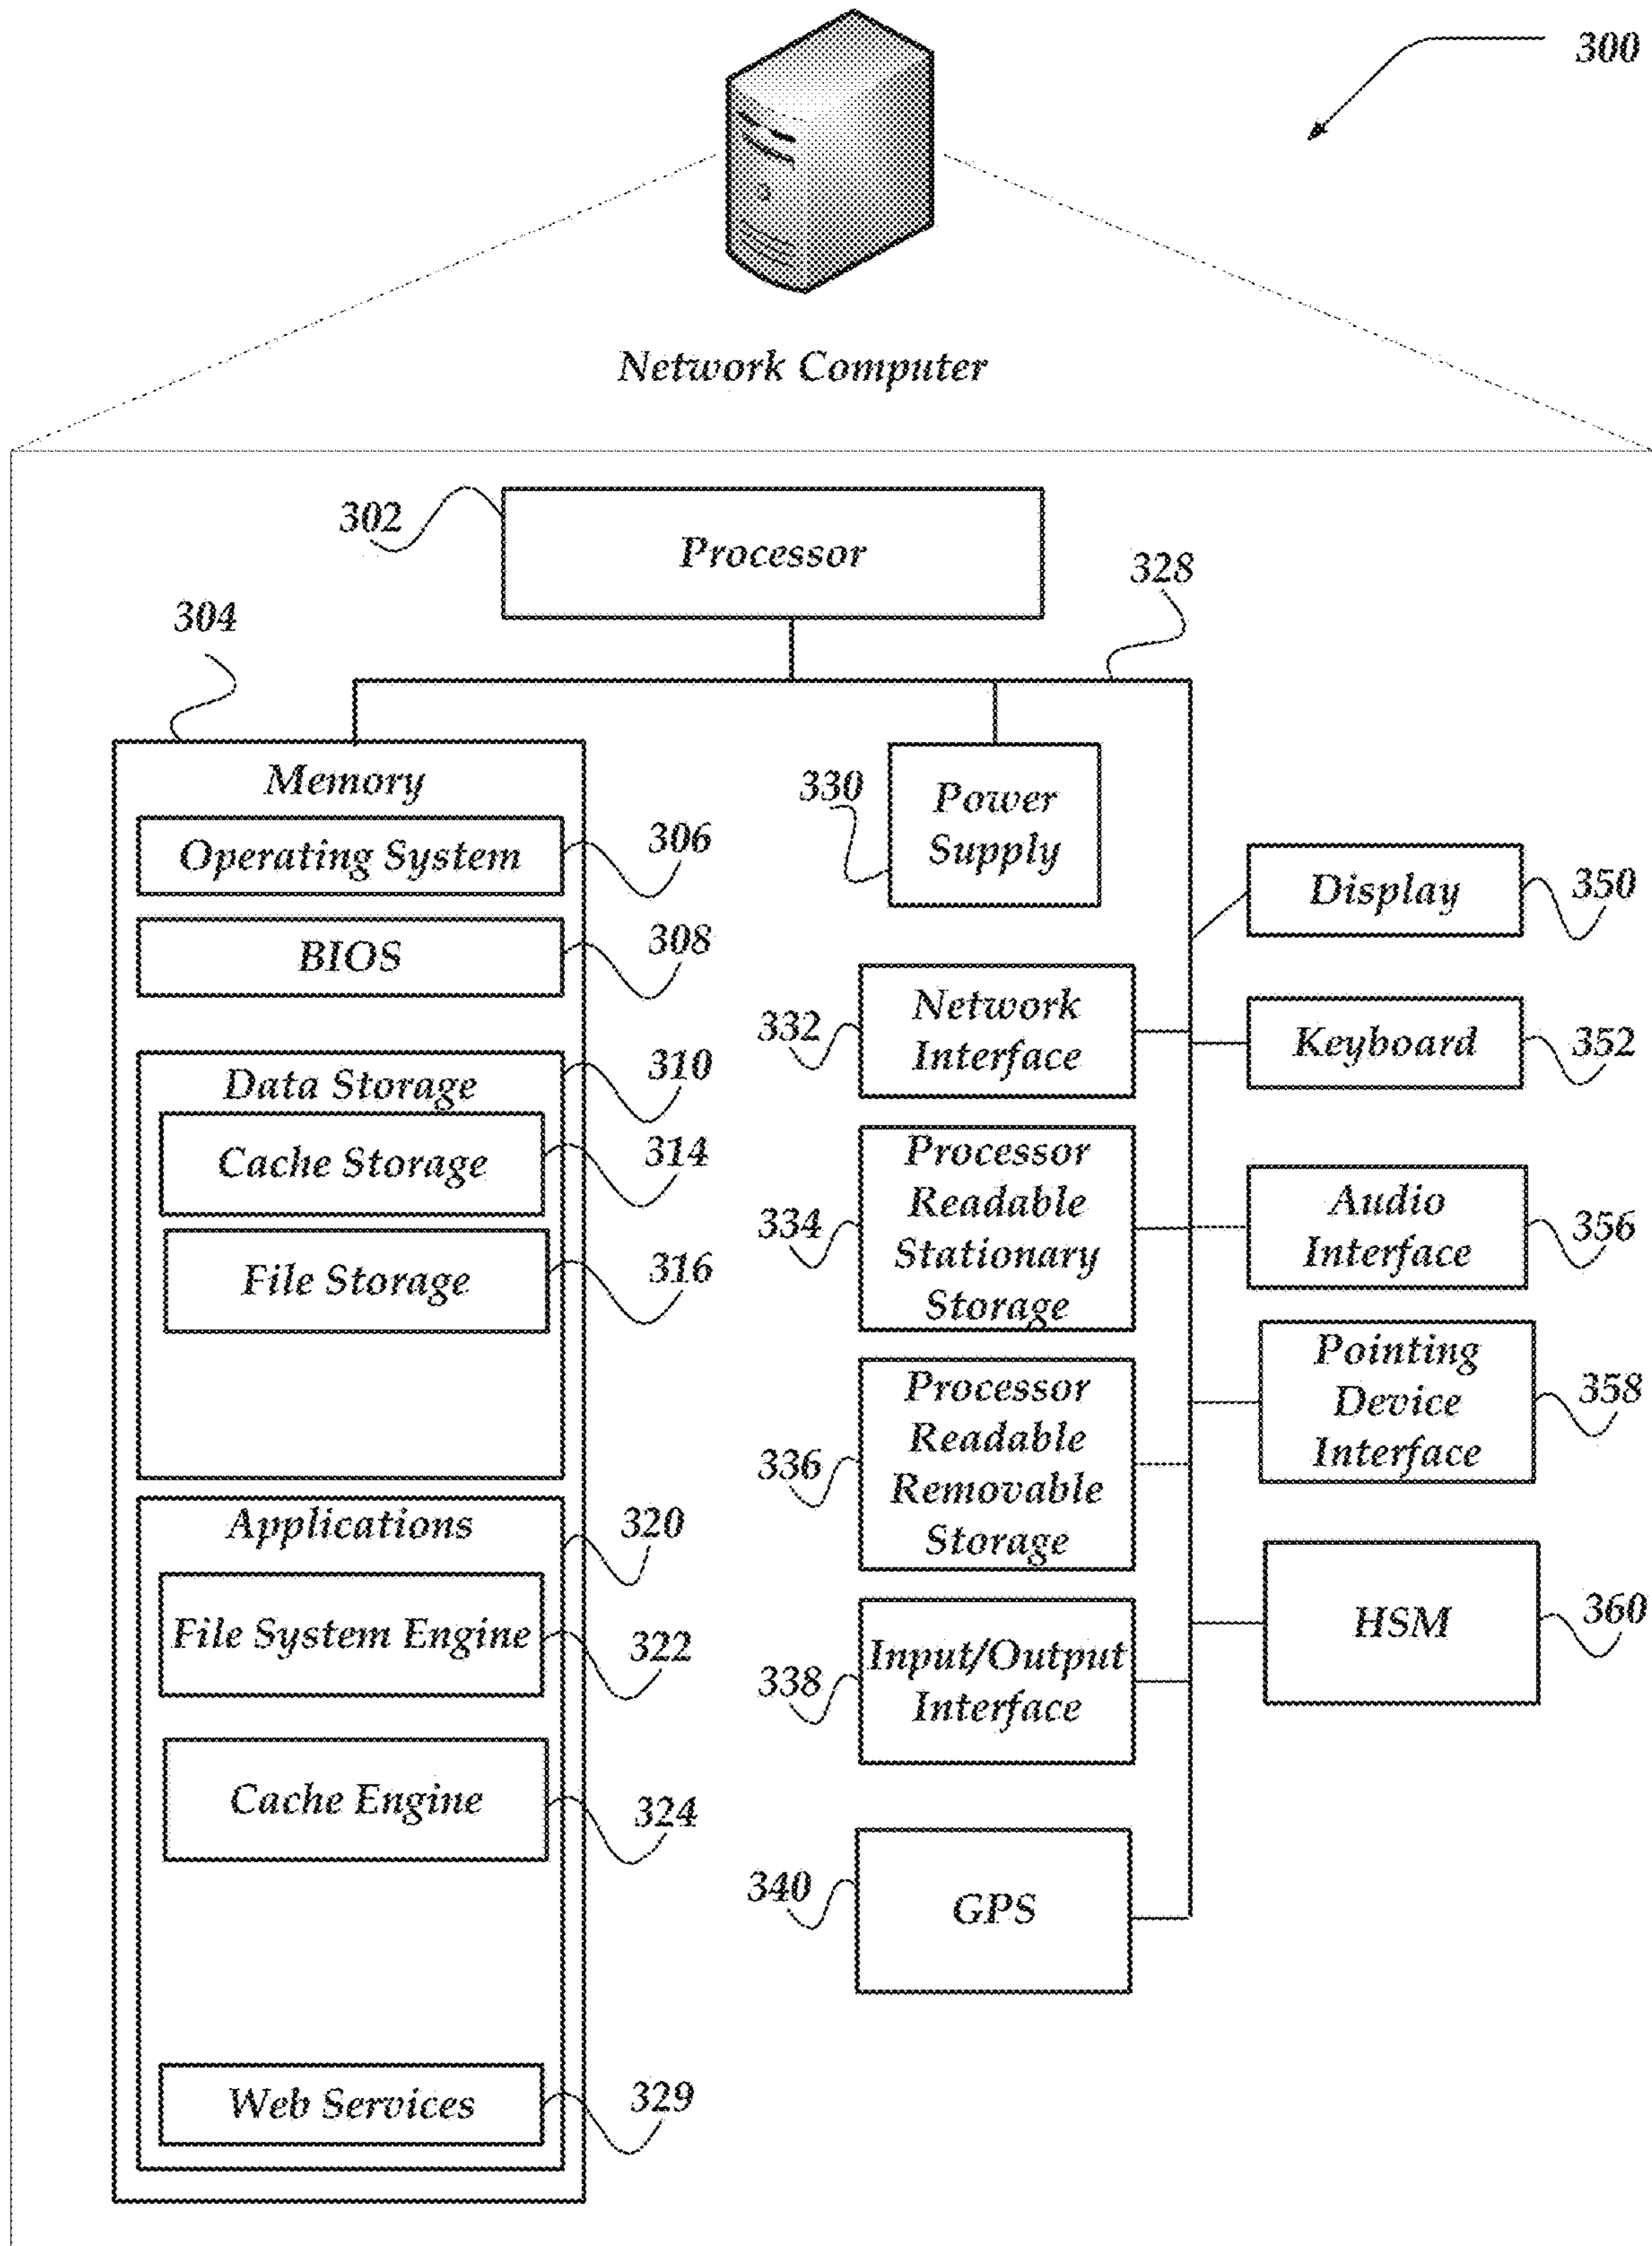 300
Network Computer
302
Processor
328
304
Memory
Operating System
306
BIOS
308
Data Storage
310
Cache Storage
314
File Storage
316
Applications
320
File System Engine
322
Cache Engine
324
Web Services
329
330
Power
Supply
332
Network
Interface
334
Processor
Readable
Stationary
Storage
336
Processor
Readable
Removable
Storage
338
Input/Output
Interface
340
GPS
Display
350
Keyboard
352
Audio
Interface
356
Pointing
Device
Interface
358
HSM
360